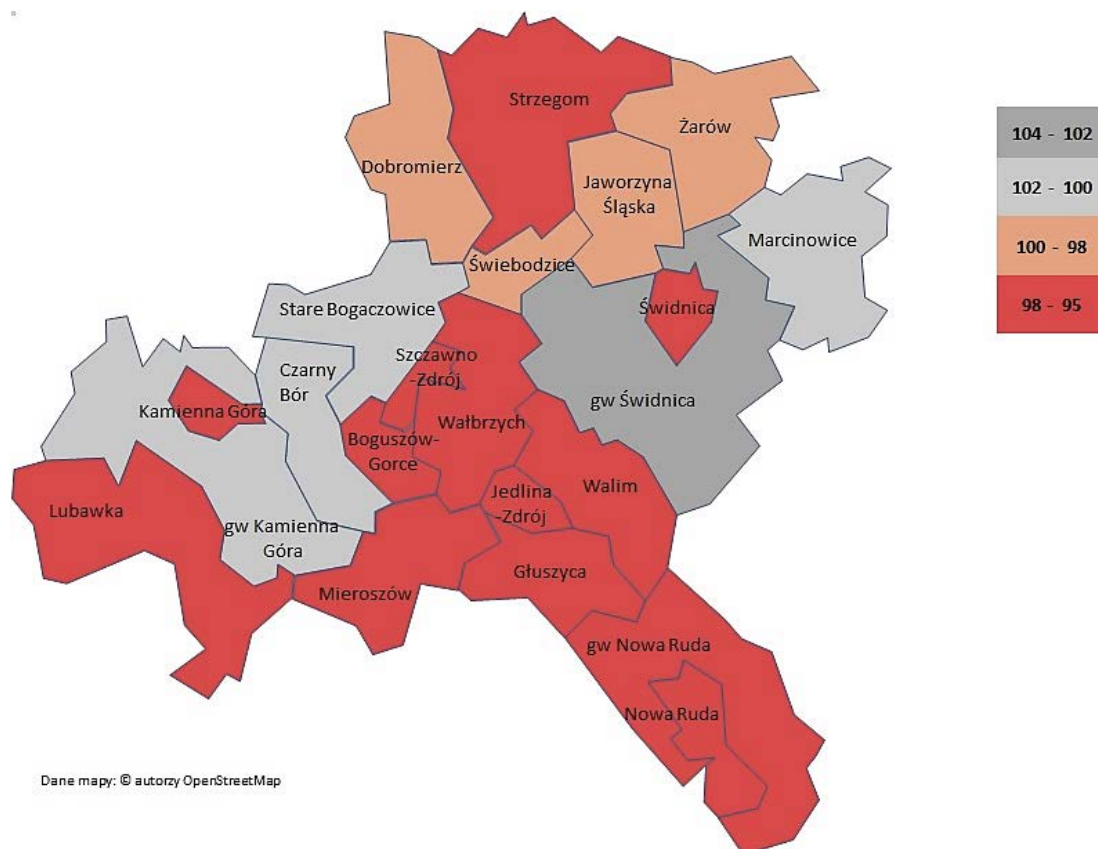 Strzegom
Żarów
Dobromierz
Jaworzyna
Śląska
Marcinowice
Świebodzice
Stare Bogaczowice
Świdnica
Szczawno
-Zdrój
Czarny
Bór
gw Świdnica
Kamienna Góra
Wałbrzych
Boguszów-
Gorce
Walim
Jedlina
-Zdrój
Lubawka
gw Kamienna
Góra
Głuszyca
Mieroszów
gw Nowa Ruda
Nowa Ruda
104 - 102
102 - 100
100 - 98
98 - 95
Dane mapy: © autorzy OpenStreetMap